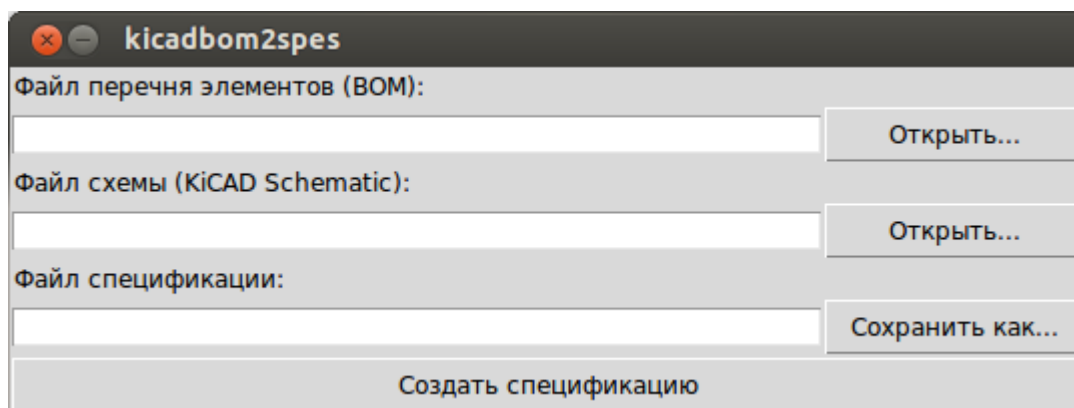 kicadbom2spes
Файл перечня элементов (BOM):
Открыть...
Файл схемы (KiCAD Schematic):
Открыть...
Файл спецификации:
Сохранить как...
Создать спецификацию